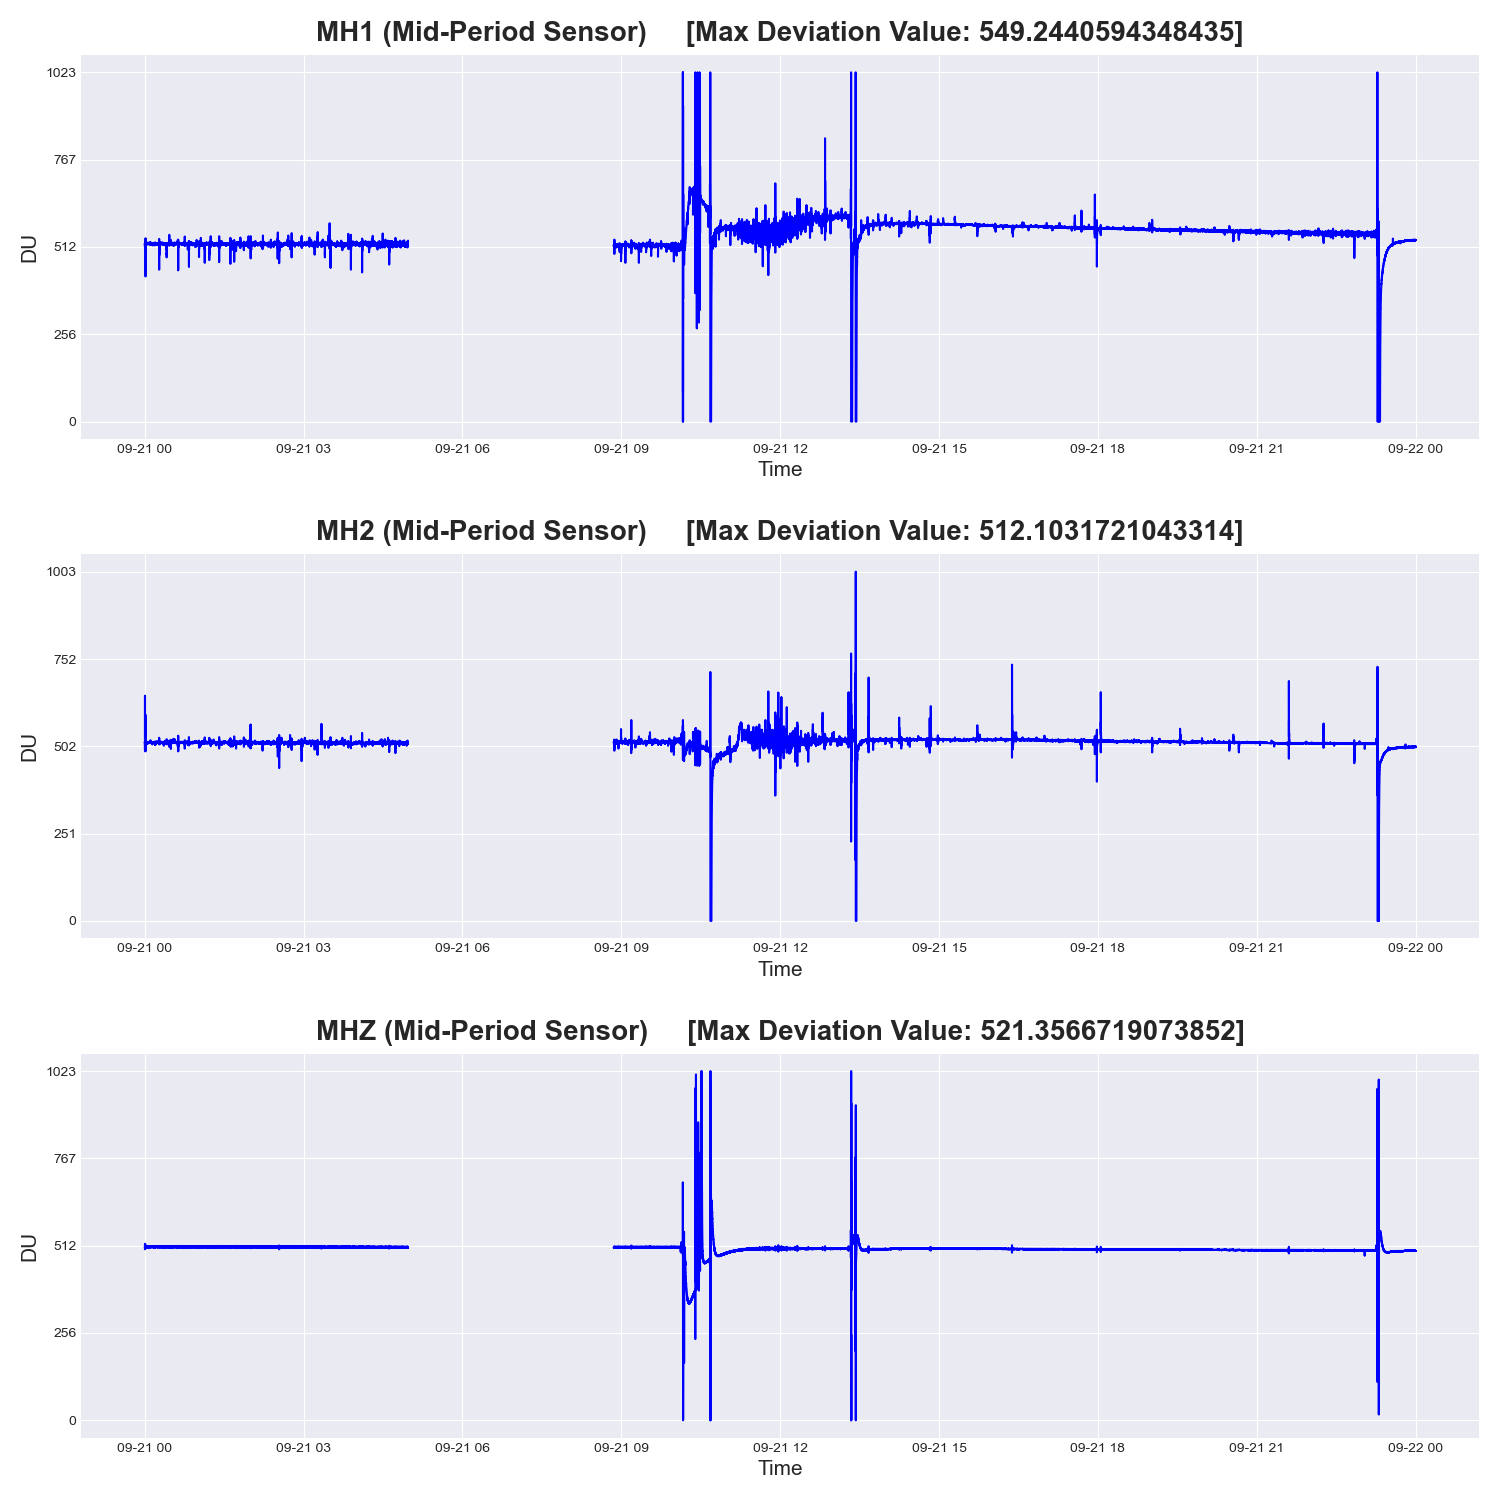 MH1 (Mid-Period Sensor) [Max Deviation Value: 549.2440594348435]
1023
767
512
256
0
DU
09-21 00 09-21 03 09-21 06 09-21 09 09-21 12 09-21 15 09-21 18 09-21 21 09-22 00
Time
MH2 (Mid-Period Sensor) [Max Deviation Value: 512.1031721043314]
1003
752
502
251
0
DU
09-21 00 09-21 03 09-21 06 09-21 09 09-21 12 09-21 15 09-21 18 09-21 21 09-22 00
Time
MHZ (Mid-Period Sensor) [Max Deviation Value: 521.3566719073852]
1023
767
512
256
0
DU
09-21 00 09-21 03 09-21 06 09-21 09 09-21 12 09-21 15 09-21 18 09-21 21 09-22 00
Time